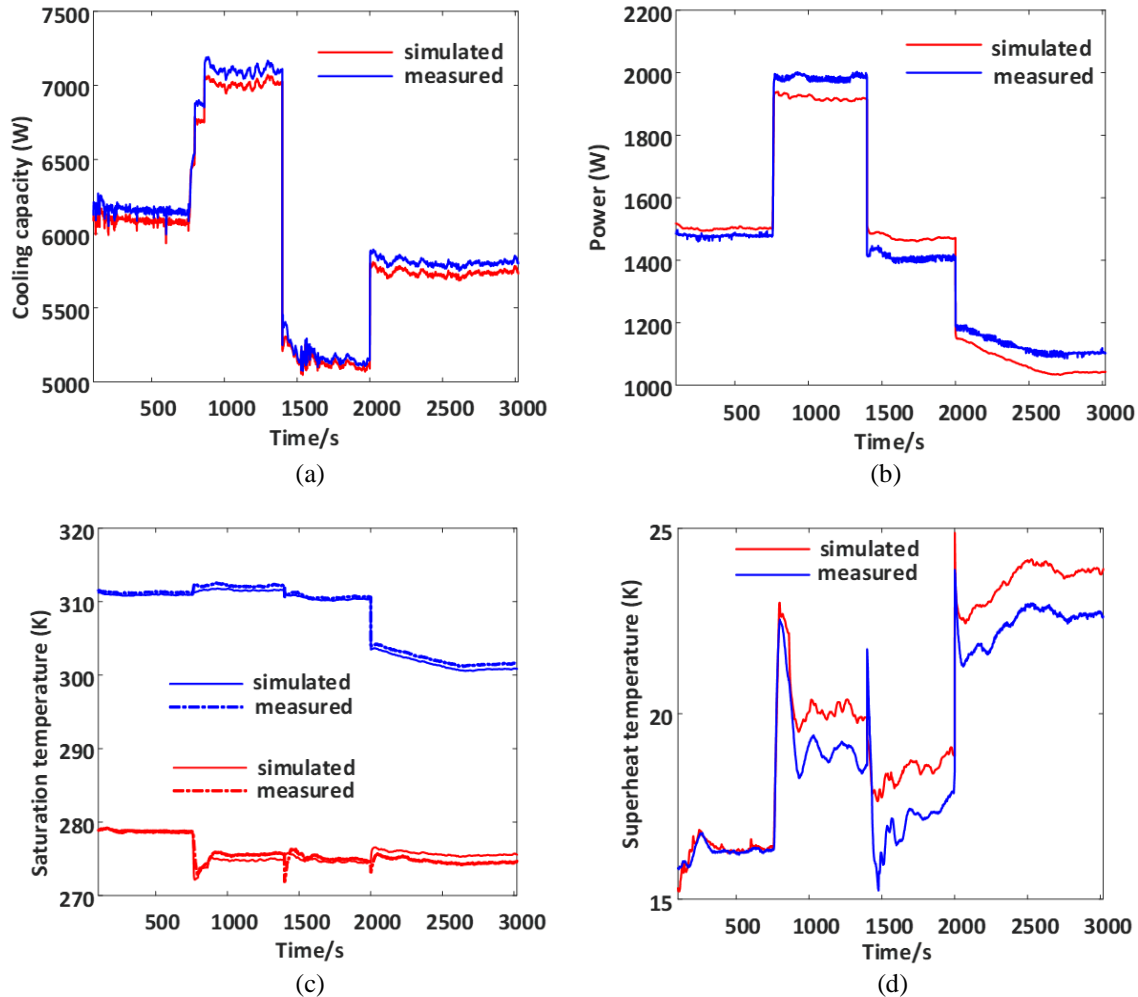 7500
7000
6500
6000
5500
5000
Cooling capacity (W)
simulated
measured
500 1000 1500 2000 2500 3000
Time/s
(a)
2200
2000
1800
1600
1400
1200
1000
Power (W)
simulated
measured
500 1000 1500 2000 2500 3000
Time/s
(b)
320
310
300
290
280
270
Saturation temperature (K)
simulated
measured
simulated
measured
500 1000 1500 2000 2500 3000
Time/s
(c)
25
20
15
Superheat temperature (K)
simulated
measured
500 1000 1500 2000 2500 3000
Time/s
(d)